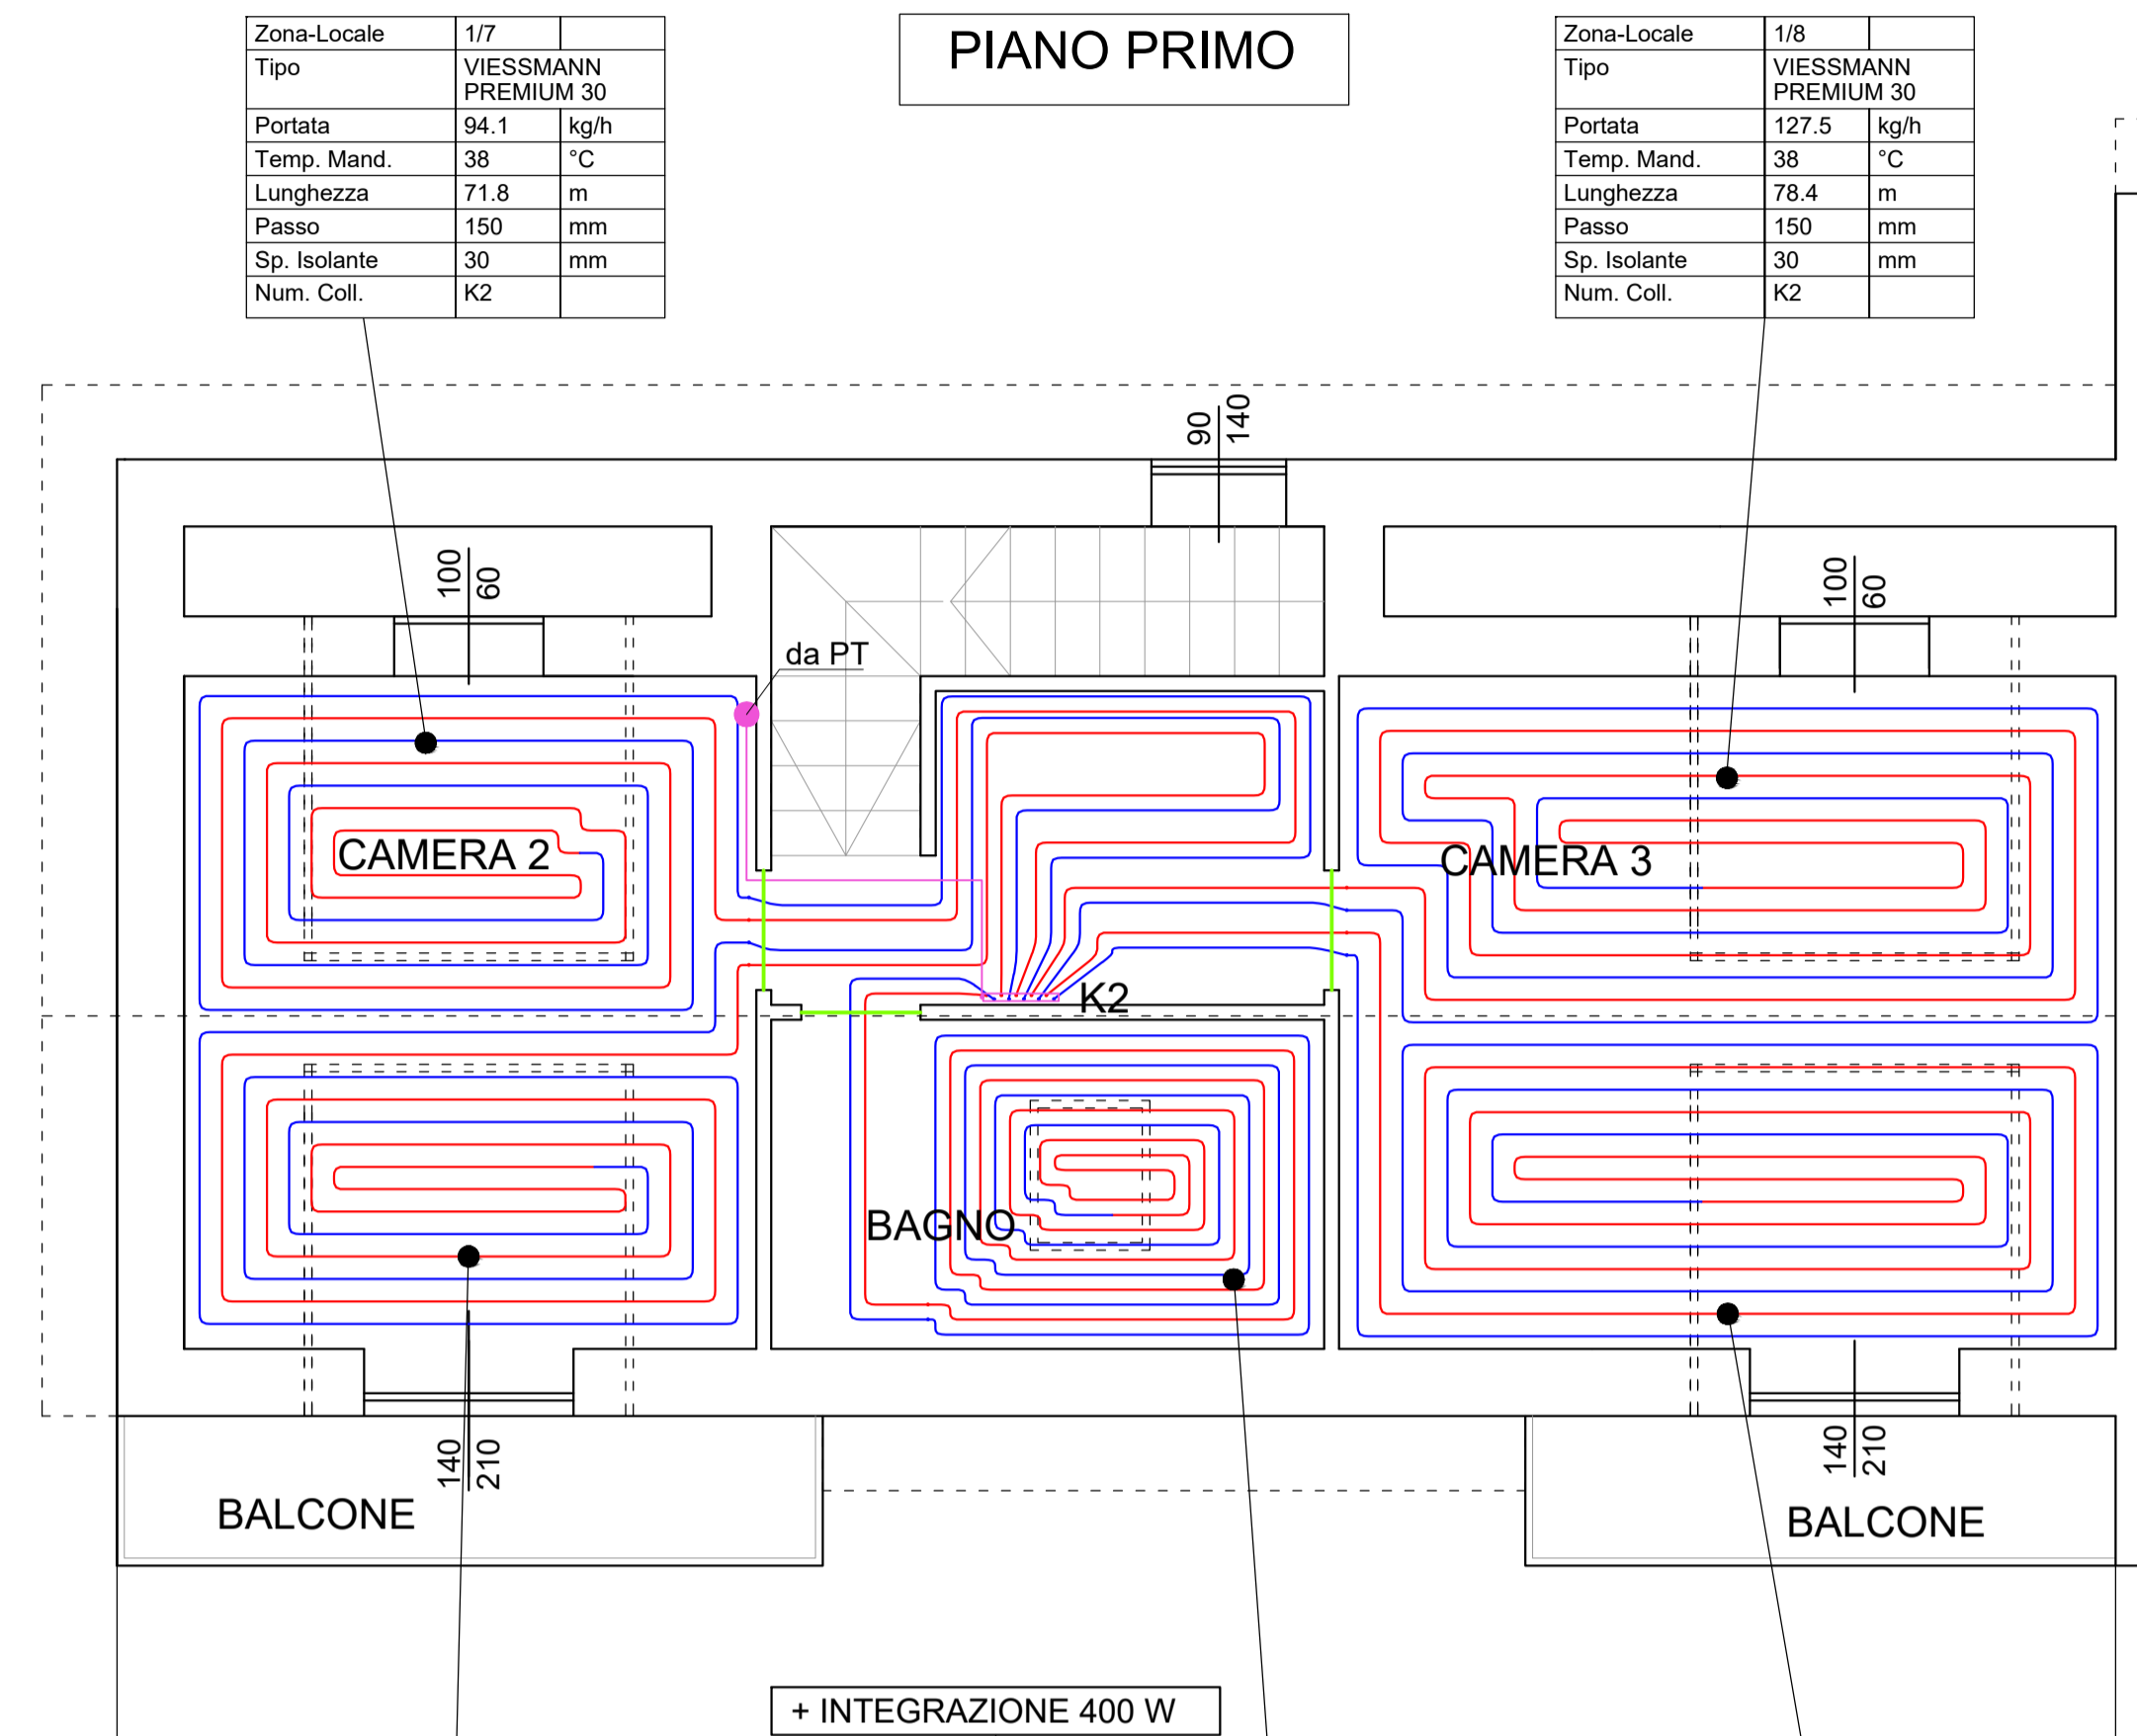 PIANO PRIMO
Zona-Locale 1/7
Tipo VIESSMANN
PREMIUM 30
Portata 94.1 kg/h
Temp. Mand. 38 °C
Lunghezza 71.8 m
Passo 150 mm
Sp. Isolante 30 mm
Num. Coll. K2
Zona-Locale 1/8
Tipo VIESSMANN
PREMIUM 30
Portata 127.5 kg/h
Temp. Mand. 38 °C
Lunghezza 78.4 m
Passo 150 mm
Sp. Isolante 30 mm
Num. Coll. K2
90
140
100
60
100
60
da PT
CAMERA 2
CAMERA 3
K2
BAGNO
140
210
140
210
BALCONE
BALCONE
+ INTEGRAZIONE 400 W